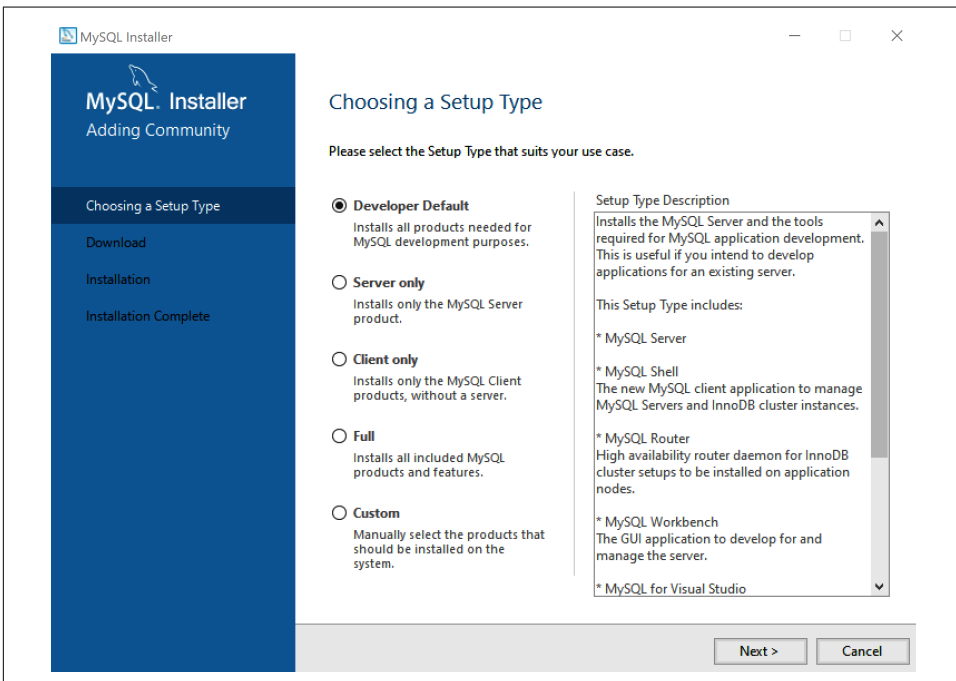 MySQL Installer
MySQL. Installer
Adding Community
Choosing a Setup Type
Download
Installation
Installation Complete
Choosing a Setup Type
Please select the Setup Type that suits your use case.
Developer Default
Installs all products needed for
MySQL development purposes.
Server only
Installs only the MySQL Server
product.
Client only
Installs only the MySQL Client
products, without a server.
Full
Installs all included MySQL
products and features.
Custom
Manually select the products that
should be installed on the
system.
Setup Type Description
Installs the MySQL Server and the tools
required for MySQL application development.
This is useful if you intend to develop
applications for an existing server.
This Setup Type includes:
* MySQL Server
* MySQL Shell
The new MySQL client application to manage
MySQL Servers and InnoDB cluster instances.
* MySQL Router
High availability router daemon for InnoDB
cluster setups to be installed on application
nodes.
* MySQL Workbench
The GUI application to develop for and
manage the server.
* MySQL for Visual Studio
Next >
Cancel